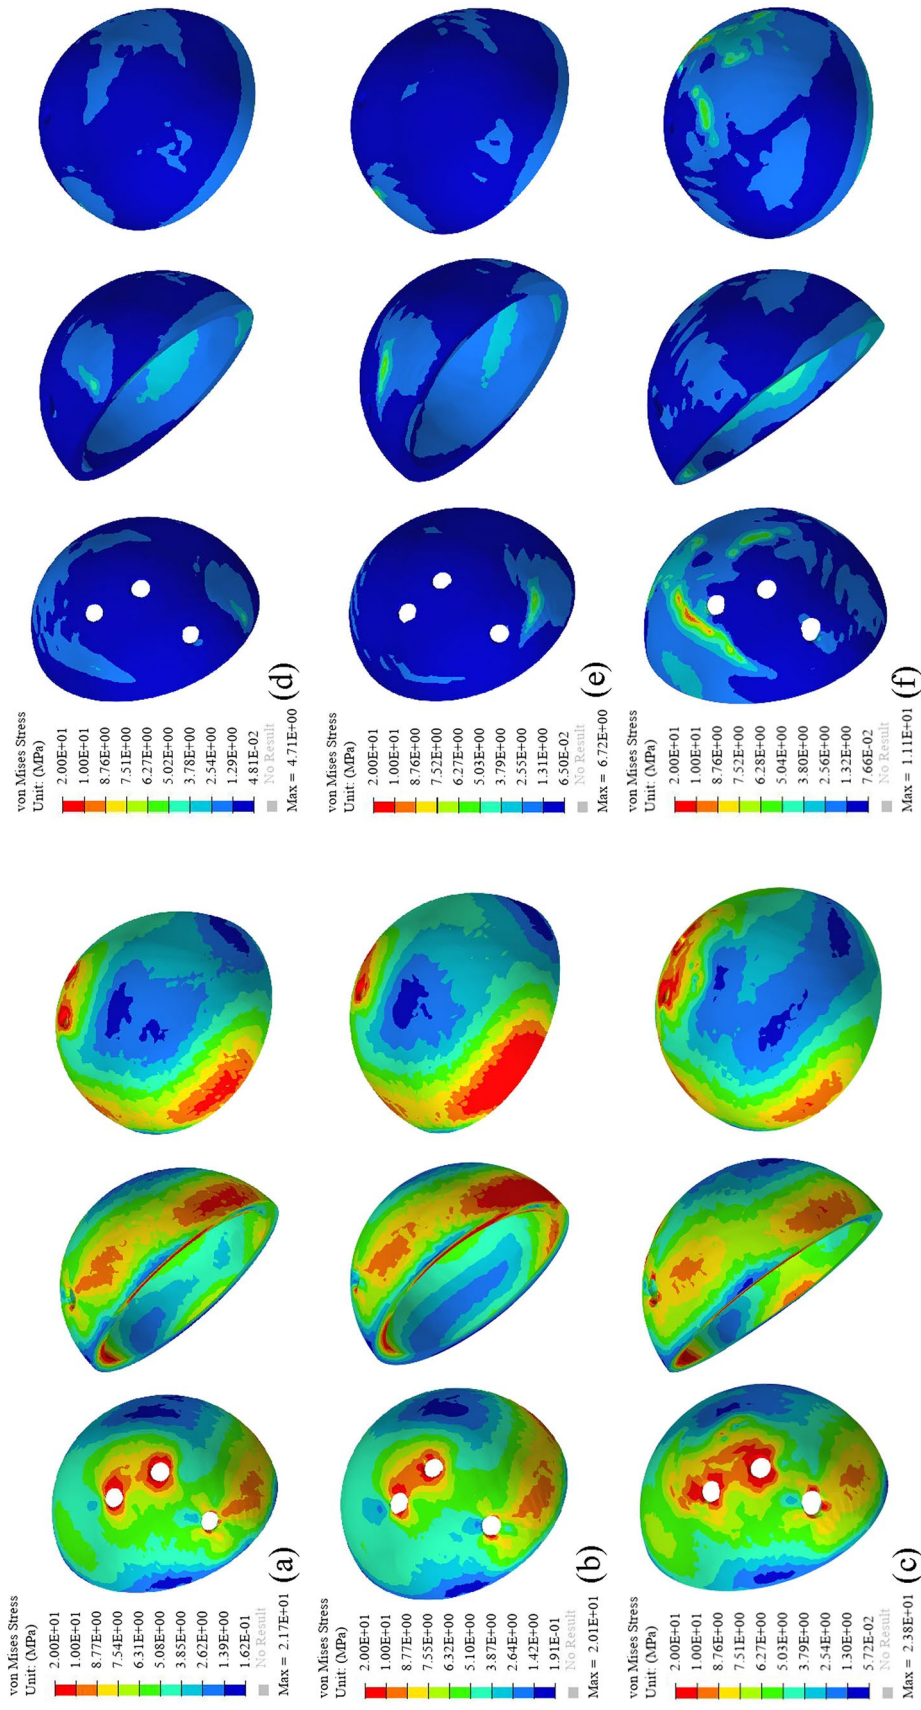 von Mises Stress
Unit: (MPa)
2.00E+01
1.00E+01
8.77E+00
7.54E+00
6.31E+00
5.08E+00
3.85E+00
2.62E+00
1.39E+00
1.62E-01
No Result
Max = 2.17E+01
(a)
von Mises Stress
Unit: (MPa)
2.00E+01
1.00E+01
8.77E+00
7.55E+00
6.32E+00
5.10E+00
3.87E+00
2.64E+00
1.42E+00
1.91E-01
No Result
Max = 2.01E+01
(b)
von Mises Stress
Unit: (MPa)
2.00E+01
1.00E+01
8.76E+00
7.51E+00
6.27E+00
5.03E+00
3.79E+00
2.54E+00
1.30E+00
5.72E-02
No Result
Max = 2.38E+01
(c)
von Mises Stress
Unit: (MPa)
2.00E+01
1.00E+01
8.76E+00
7.51E+00
6.27E+00
5.02E+00
3.78E+00
2.54E+00
1.29E+00
4.81E-02
No Result
Max = 4.71E+00
(d)
von Mises Stress
Unit: (MPa)
2.00E+01
1.00E+01
8.76E+00
7.52E+00
6.27E+00
5.03E+00
3.79E+00
2.55E+00
1.31E+00
6.50E-02
No Result
Max = 6.72E+00
(e)
von Mises Stress
Unit: (MPa)
2.00E+01
1.00E+01
8.76E+00
7.52E+00
6.28E+00
5.04E+00
3.80E+00
2.56E+00
1.32E+00
7.66E-02
No Result
Max = 1.11E+01
(f)